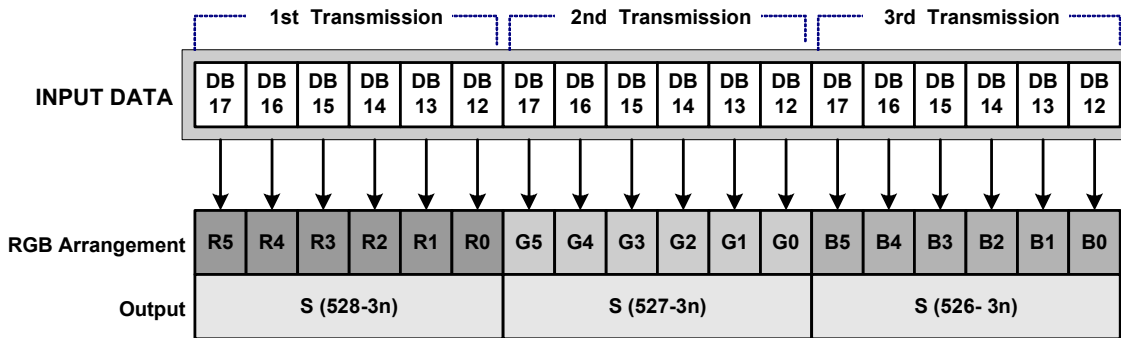 1st Transmission 2nd Transmission 3rd Transmission
INPUT DATA DB 17 DB 16 DB 15 DB 14 DB 13 DB 12 DB 17 DB 16 DB 15 DB 14 DB 13 DB 12 DB 17 DB 16 DB 15 DB 14 DB 13 DB 12
RGB Arrangement R5 R4 R3 R2 R1 R0 G5 G4 G3 G2 G1 G0 B5 B4 B3 B2 B1 B0
Output S (528-3n) S (527-3n) S (526- 3n)